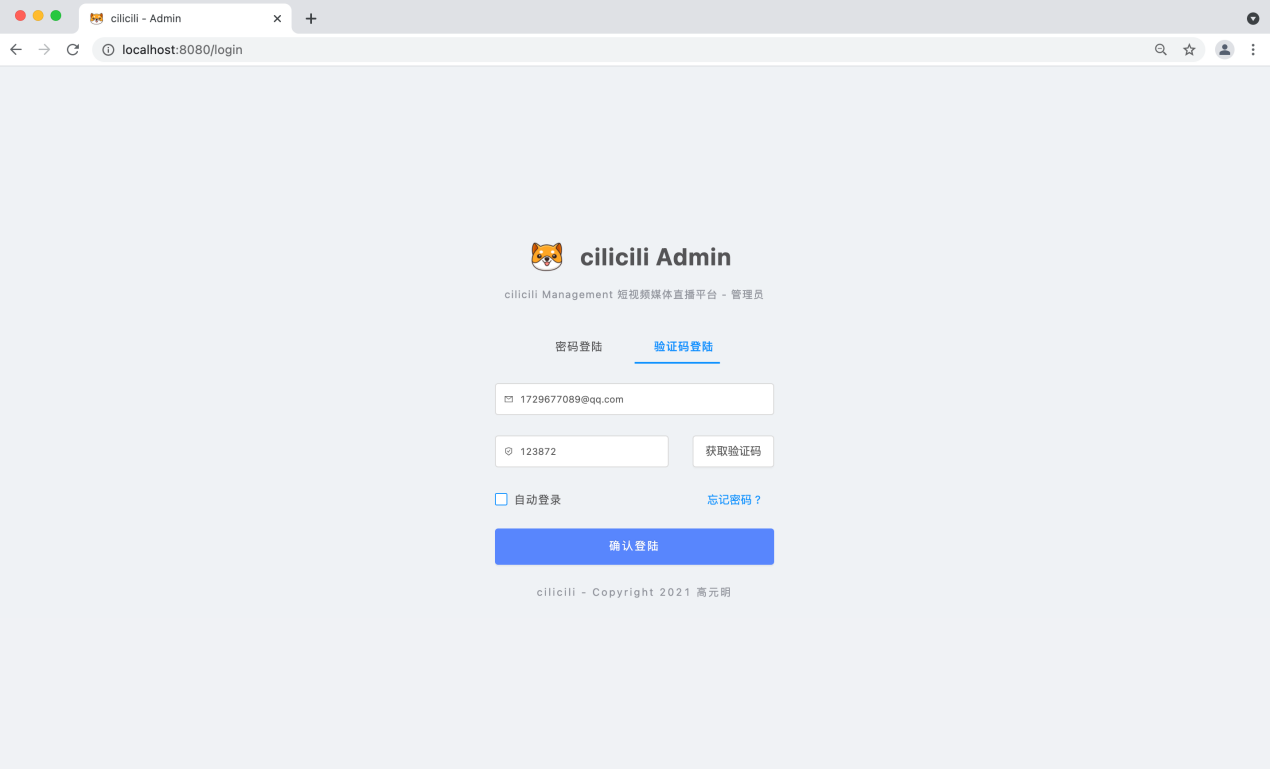 cilicili - Admin
localhost:8080/login
cilicili Admin
cilicili Management 短视频媒体直播平台 - 管理员
密码登陆 验证码登陆
1729677089@qq.com
123872 获取验证码
自动登录 忘记密码 ?
确认登陆
cilicili - Copyright 2021 高元明